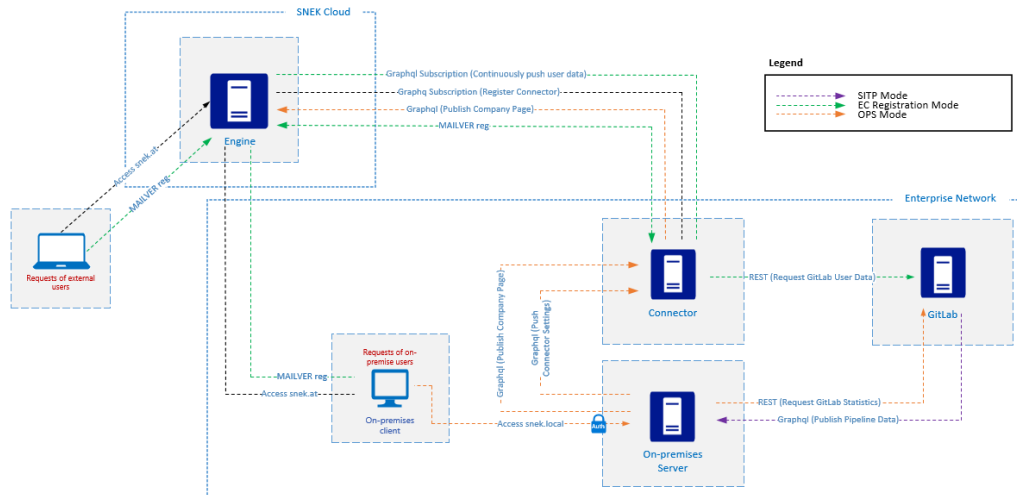 SNEK Cloud
Engine
Graphql Subscription (Continuously push user data)
Graphq Subscription (Register Connector)
Graphql (Publish Company Page)
MAILVER reg
Legend
SITP Mode
EC Registration Mode
OPS Mode
Access snek.at
MAILVER reg
Requests of external
users
Enterprise Network
Connector
REST (Request GitLab User Data)
GitLab
Graphql (Publish Company Page)
Graphql (Push
Connector Settings)
Requests of on-
premise users
MAILVER reg
Access snek.at
On-premises
client
Access snek.local
Auth
On-premises
Server
REST (Request GitLab Statistics)
Graphql (Publish Pipeline Data)